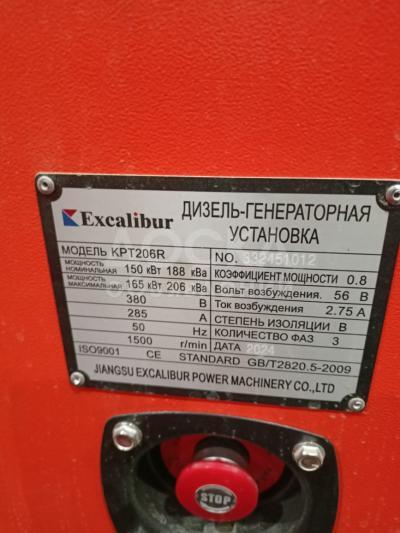 Excalibur
ДИЗЕЛЬ-ГЕНЕРАТОРНАЯ
УСТАНОВКА
МОДЕЛЬ КРТ206R NO. 332451012
МОЩНОСТЬ НОМИНАЛЬНАЯ 150 кВт 188 кВа КОЭФФИЦИЕНТ МОЩНОСТИ 0.8
МОЩНОСТЬ МАКСИМАЛЬНАЯ 165 кВт 206 кВа Вольт возбуждения. 56 В
380 В Ток возбуждения 2.75 А
285 А СТЕПЕНЬ ИЗОЛЯЦИИ В
50 Hz КОЛИЧЕСТВО ФАЗ 3
1500 r/min ДАТА 2024
ISO9001 CE STANDARD GB/T2820.5-2009
JIANGSU EXCALIBUR POWER MACHINERY CO.,LTD
STOP